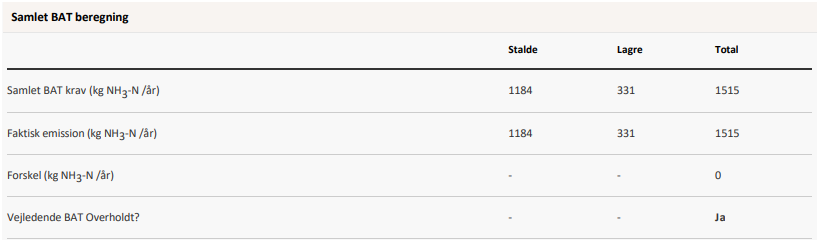 Samlet BAT beregning
Stalde Lagre Total
Samlet BAT krav (kg NH3-N /år) 1184 331 1515
Faktisk emission (kg NH3-N /år) 1184 331 1515
Forskel (kg NH3-N /år) - - 0
Vejledende BAT Overholdt? - - Ja